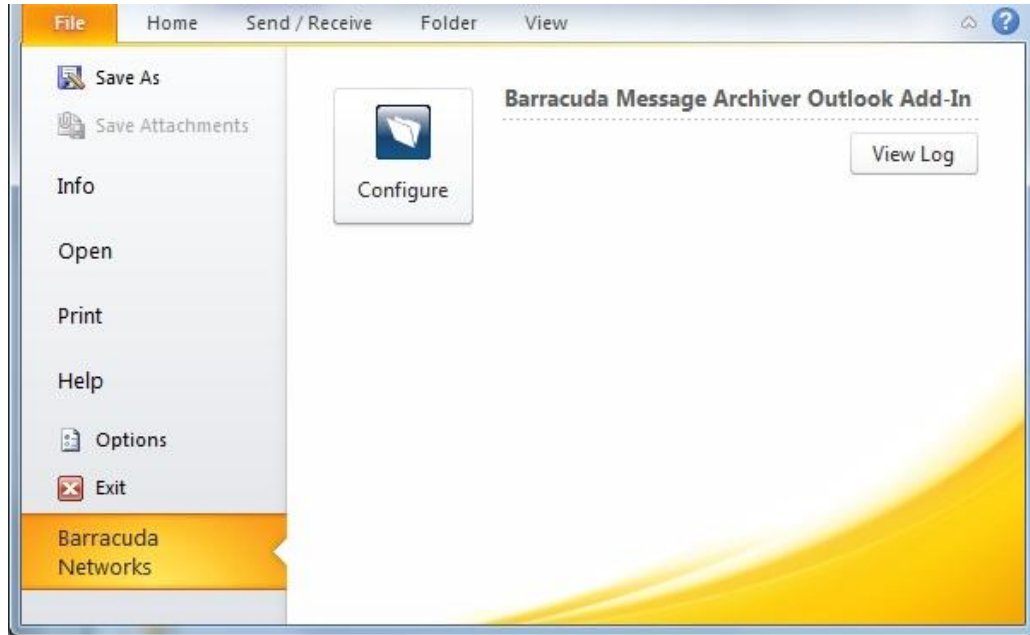 File Home Send / Receive Folder View
Save As
Save Attachments
Info
Open
Print
Help
Options
Exit
Barracuda
Networks
Configure
Barracuda Message Archiver Outlook Add-In
View Log